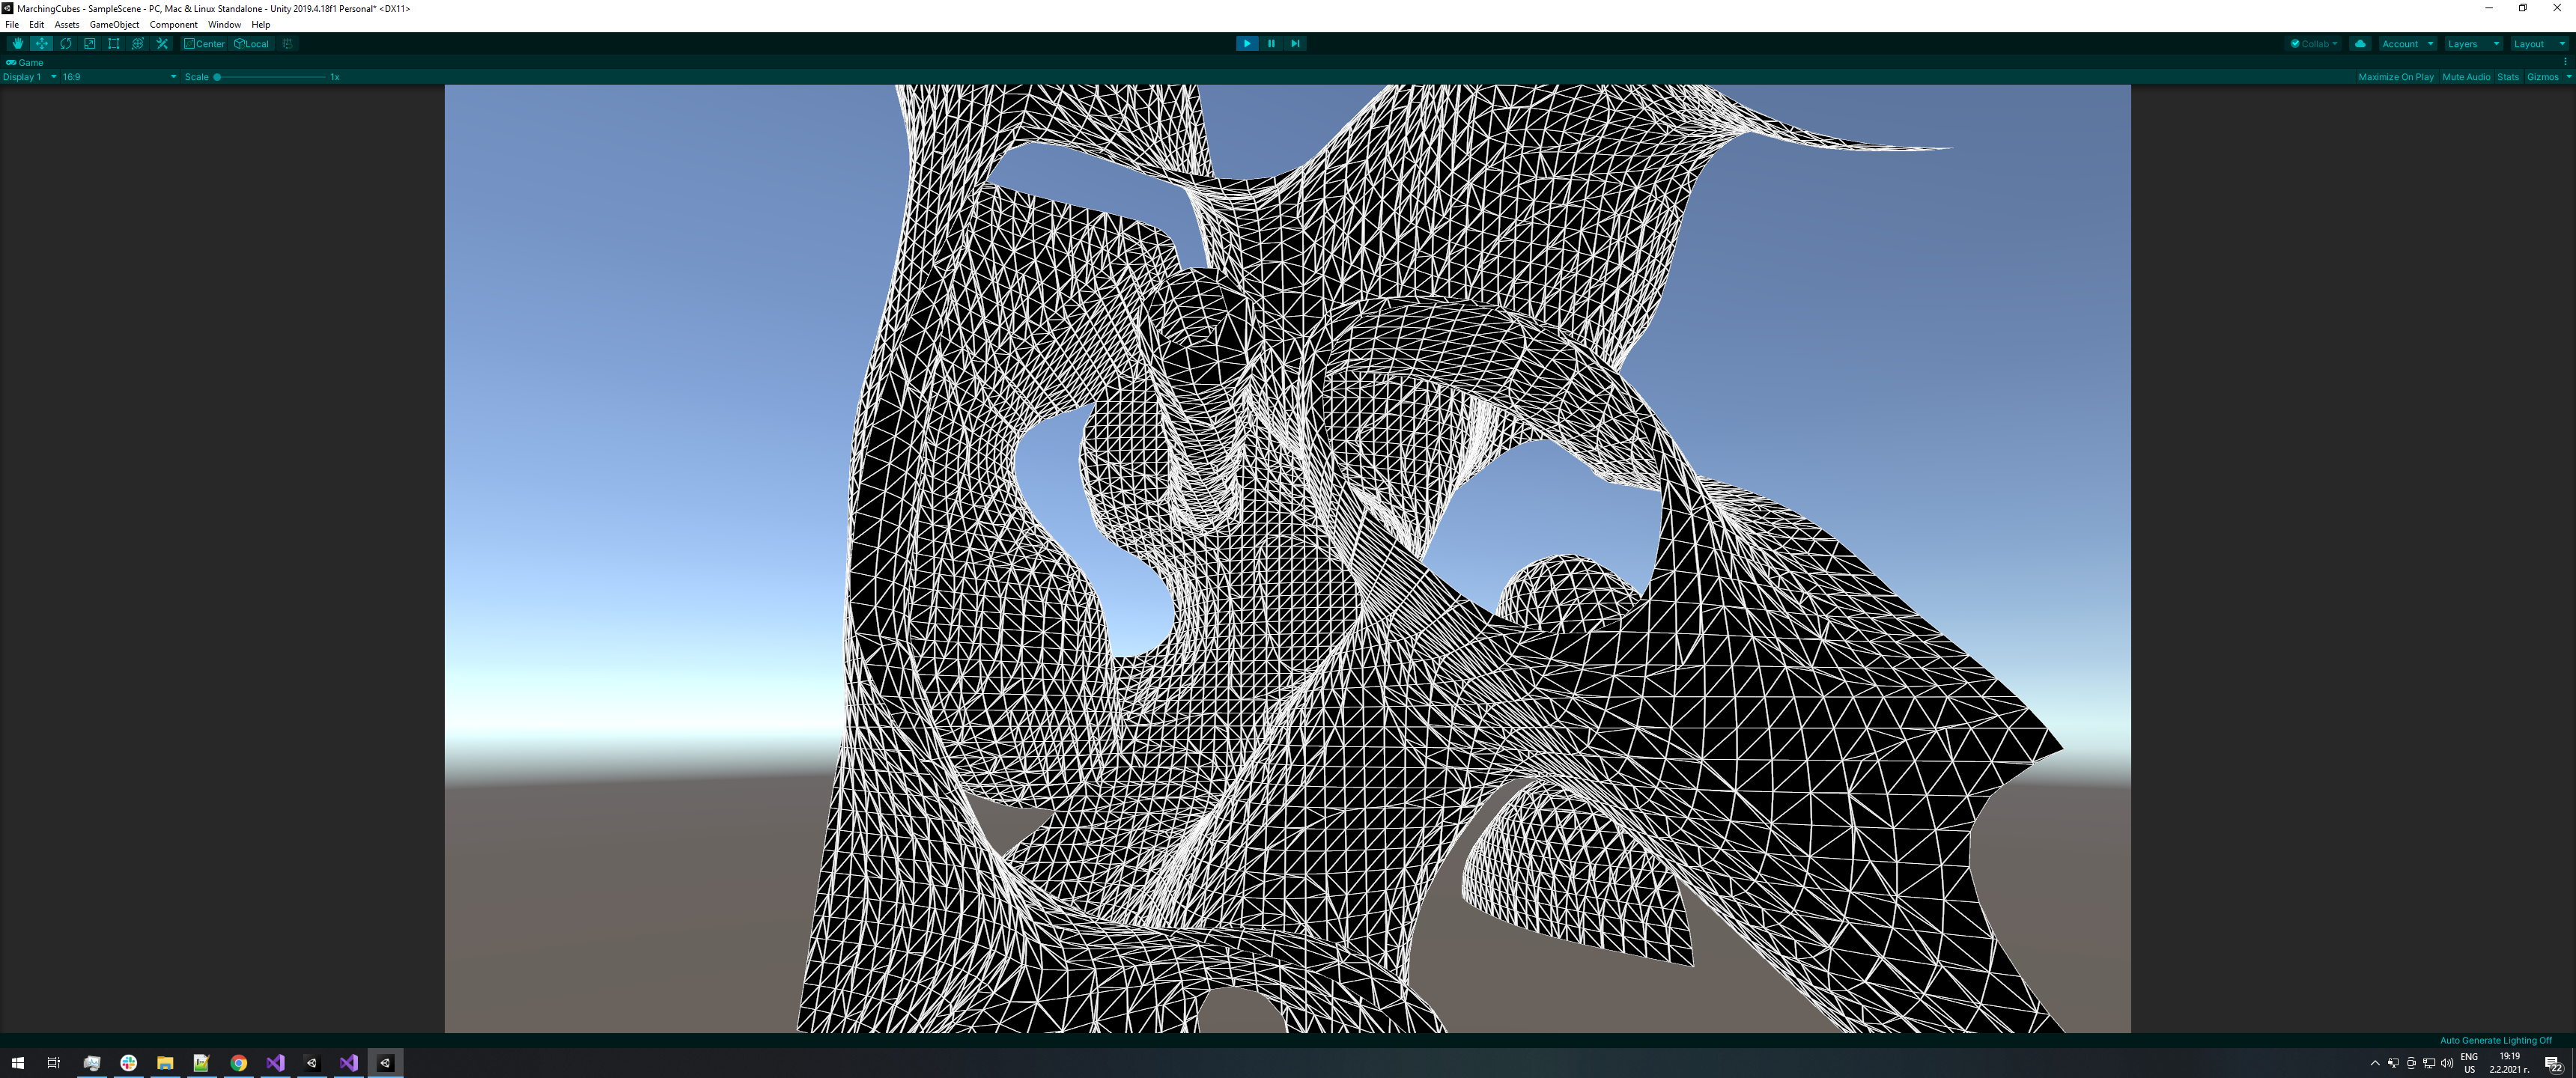 MarchingCubes - SampleScene - PC, Mac & Linux Standalone - Unity 2019.4.18f1 Personal* <DX11>
File Edit Assets GameObject Component Window Help
Center Local Collab Account Layers Layout
Game
Display 1 16:9 Scale 1x Maximize On Play Mute Audio Stats Gizmos
Auto Generate Lighting Off
ENG 19:19
US 2.2.2021 г. 22